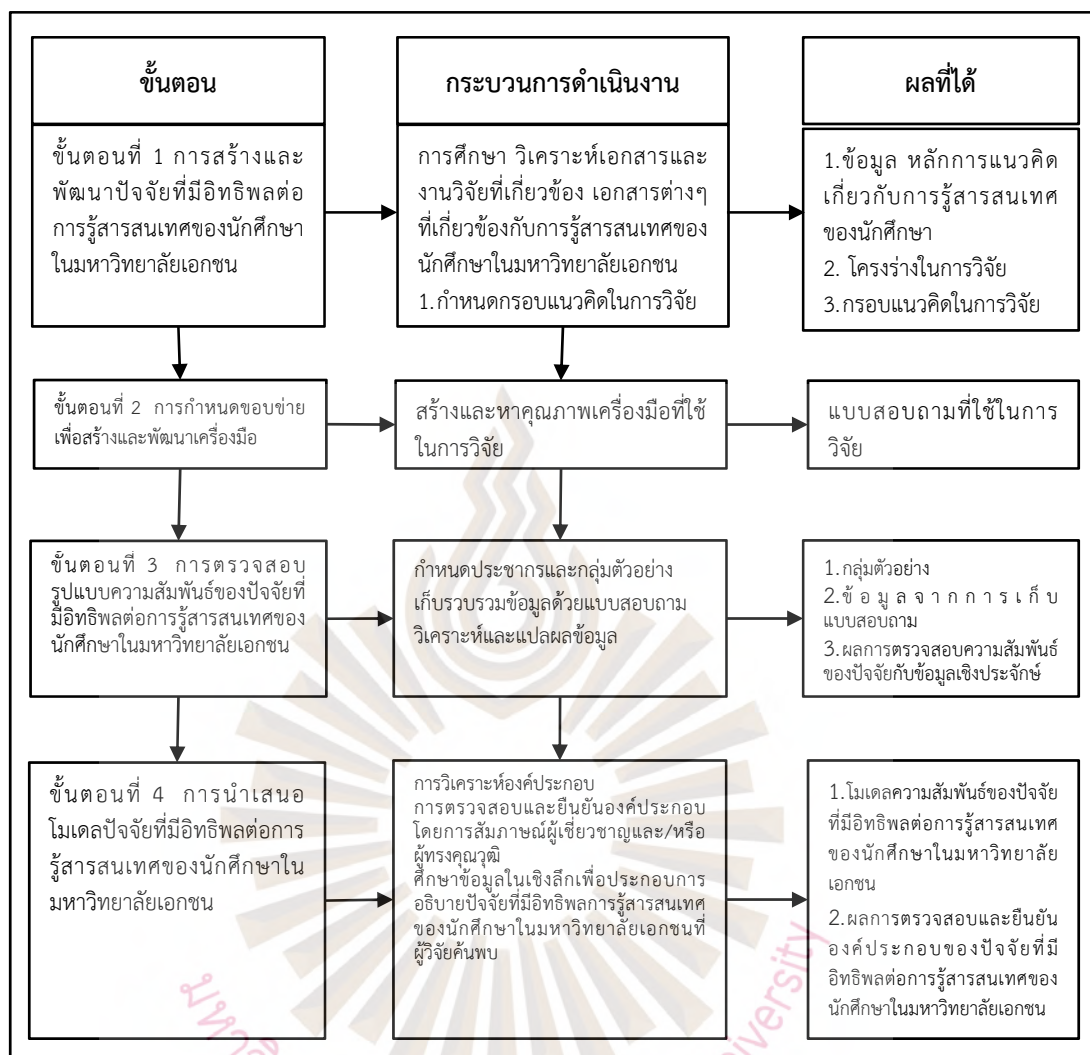 ขั้นตอน
กระบวนการดำเนินงาน
ผลที่ได้
ขั้นตอนที่ 1 การสร้างและ
พัฒนาปัจจัยที่มีอิทธิพลต่อ
การรู้สารสนเทศของนักศึกษา
ในมหาวิทยาลัยเอกชน
การศึกษา วิเคราะห์เอกสารและ
งานวิจัยที่เกี่ยวข้อง เอกสารต่างๆ
ที่เกี่ยวข้องกับการรู้สารสนเทศของ
นักศึกษาในมหาวิทยาลัยเอกชน
1.กำหนดกรอบแนวคิดในการวิจัย
1.ข้อมูล หลักการแนวคิด
เกี่ยวกับการรู้สารสนเทศ
ของนักศึกษา
2. โครงร่างในการวิจัย
3.กรอบแนวคิดในการวิจัย
ขั้นตอนที่ 2 การกำหนดขอบข่าย
เพื่อสร้างและพัฒนาเครื่องมือ
สร้างและหาคุณภาพเครื่องมือที่ใช้
ในการวิจัย
แบบสอบถามที่ใช้ในการ
วิจัย
ขั้นตอนที่ 3 การตรวจสอบ
รูปแบบความสัมพันธ์ของปัจจัยที่
มีอิทธิพลต่อการรู้สารสนเทศของ
นักศึกษาในมหาวิทยาลัยเอกชน
กำหนดประชากรและกลุ่มตัวอย่าง
เก็บรวบรวมข้อมูลด้วยแบบสอบถาม
วิเคราะห์และแปลผลข้อมูล
1.กลุ่มตัวอย่าง
2.ข้อมูลจากการเก็บ
แบบสอบถาม
3.ผลการตรวจสอบความสัมพันธ์
ของปัจจัยกับข้อมูลเชิงประจักษ์
ขั้นตอนที่ 4 การนำเสนอ
โมเดลปัจจัยที่มีอิทธิพลต่อการ
รู้สารสนเทศของนักศึกษาใน
มหาวิทยาลัยเอกชน
การวิเคราะห์องค์ประกอบ
การตรวจสอบและยืนยันองค์ประกอบ
โดยการสัมภาษณ์ผู้เชี่ยวชาญและ/หรือ
ผู้ทรงคุณวุฒิ
ศึกษาข้อมูลในเชิงลึกเพื่อประกอบการ
อธิบายปัจจัยที่มีอิทธิพลการรู้สารสนเทศ
ของนักศึกษาในมหาวิทยาลัยเอกชนที่
ผู้วิจัยค้นพบ
1.โมเดลความสัมพันธ์ของปัจจัย
ที่มีอิทธิพลต่อการรู้สารสนเทศ
ของนักศึกษาในมหาวิทยาลัย
เอกชน
2.ผลการตรวจสอบและยืนยัน
องค์ประกอบของปัจจัยที่มี
อิทธิพลต่อการรู้สารสนเทศของ
นักศึกษาในมหาวิทยาลัยเอกชน